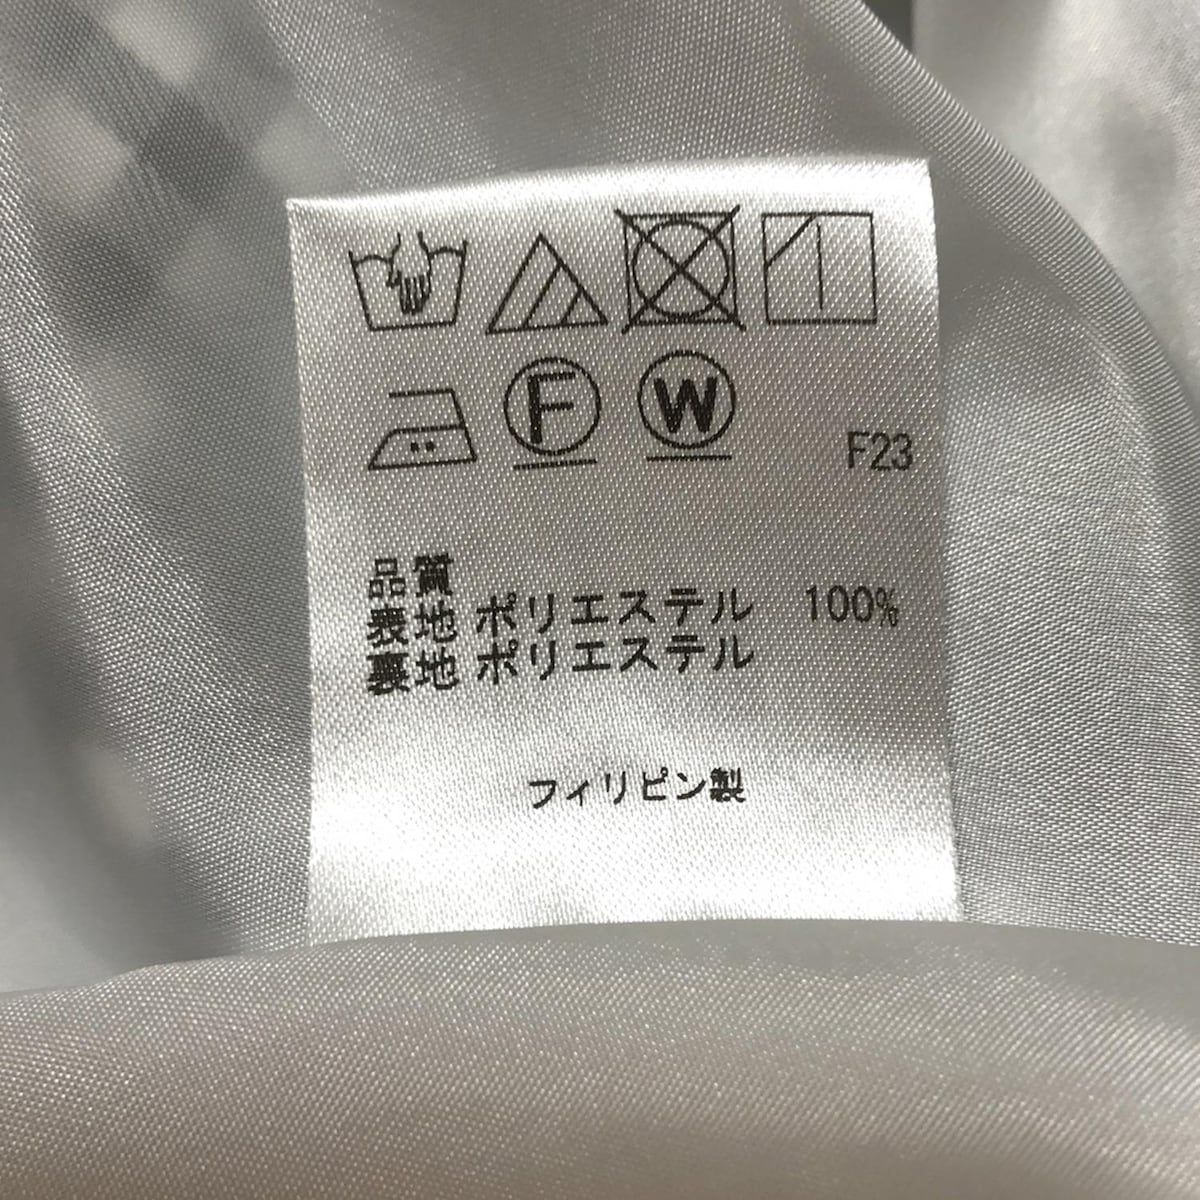 F W F23
品質
表地 ポリエステル 100%
裏地 ポリエステル
フィリピン製